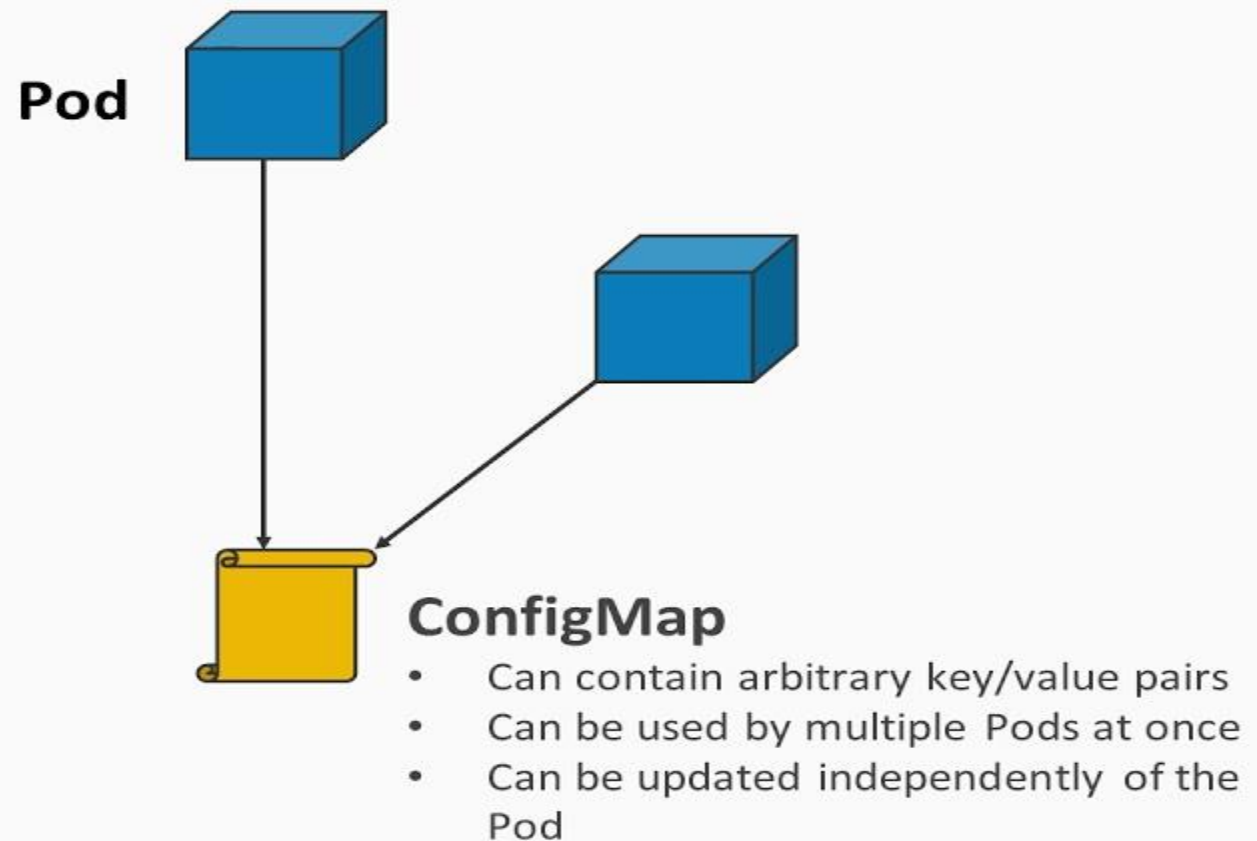 Pod
ConfigMap
• Can contain arbitrary key/value pairs
• Can be used by multiple Pods at once
• Can be updated independently of the
Pod